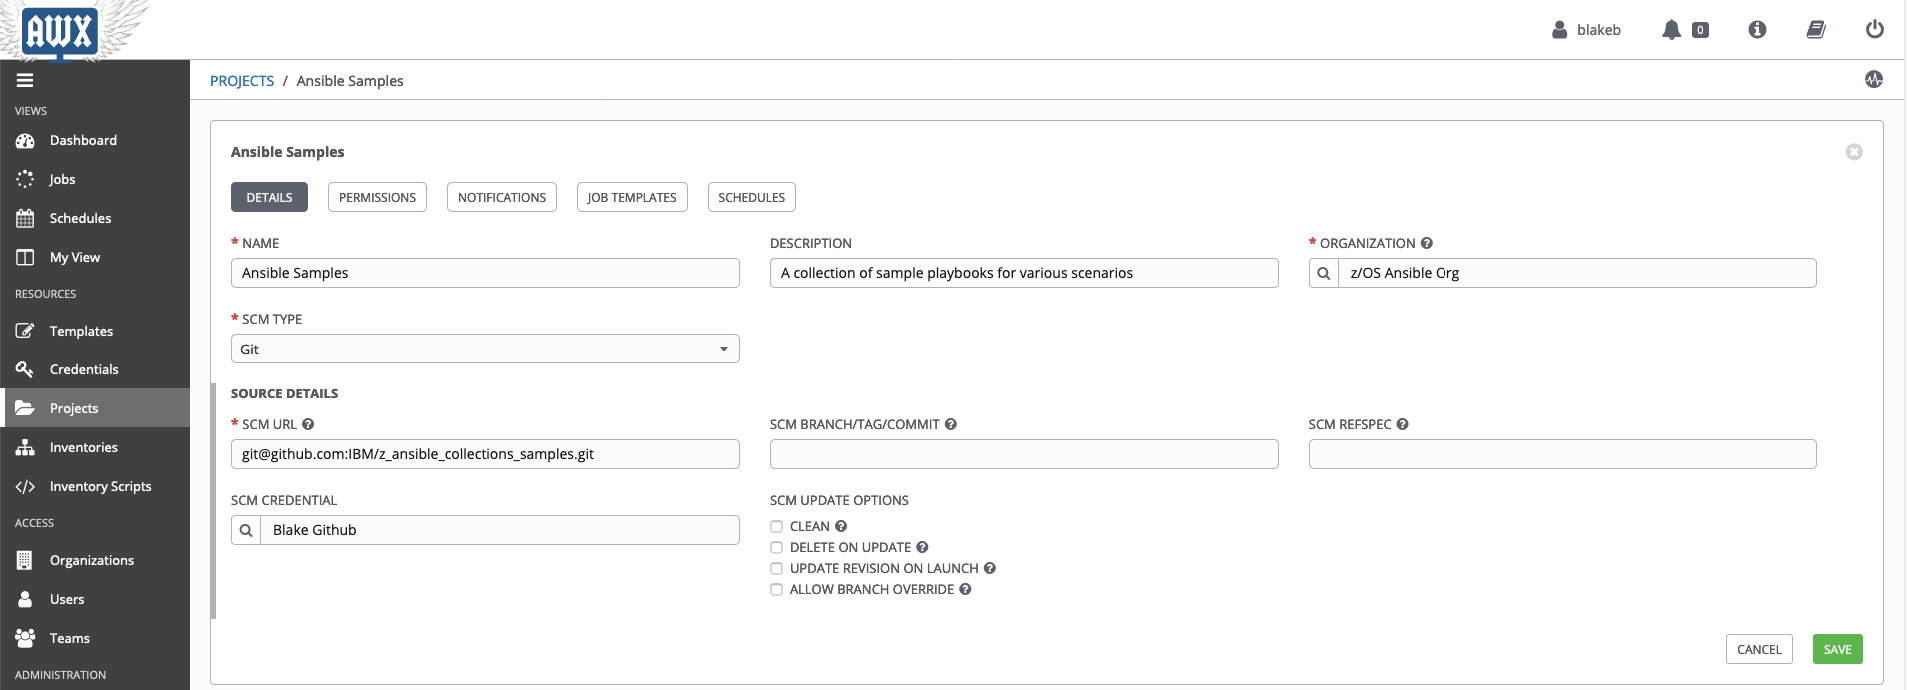 AWX
blakeb 0
PROJECTS / Ansible Samples
VIEWS
Dashboard
Jobs
Schedules
My View
RESOURCES
Templates
Credentials
Projects
Inventories
Inventory Scripts
ACCESS
Organizations
Users
Teams
ADMINISTRATION
Ansible Samples
DETAILS PERMISSIONS NOTIFICATIONS JOB TEMPLATES SCHEDULES
* NAME DESCRIPTION * ORGANIZATION
Ansible Samples A collection of sample playbooks for various scenarios z/OS Ansible Org
* SCM TYPE
Git
SOURCE DETAILS
* SCM URL SCM BRANCH/TAG/COMMIT SCM REFSPEC
git@github.com:IBM/z_ansible_collections_samples.git
SCM CREDENTIAL SCM UPDATE OPTIONS
Blake Github
CLEAN
DELETE ON UPDATE
UPDATE REVISION ON LAUNCH
ALLOW BRANCH OVERRIDE
CANCEL SAVE